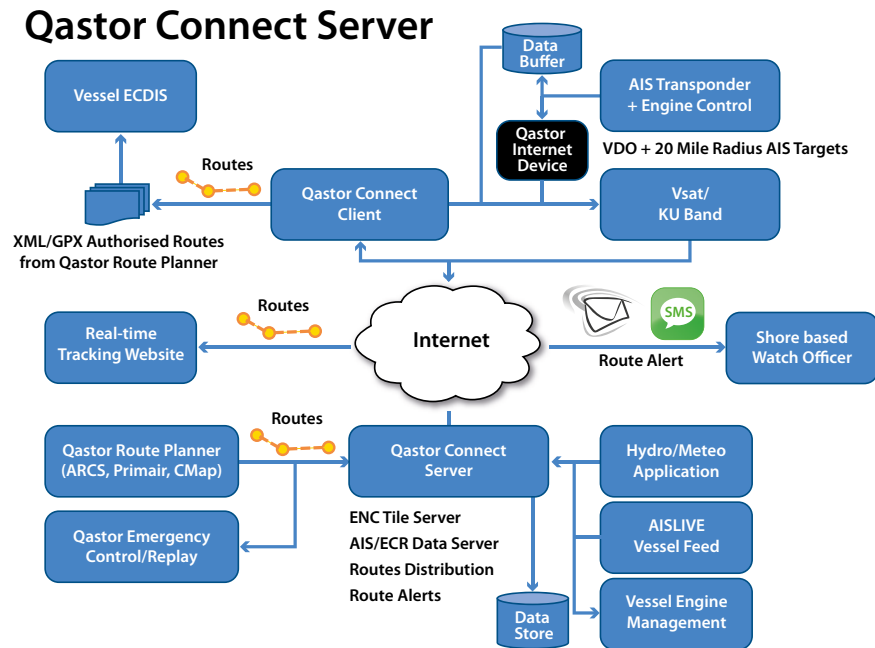 Qastor Connect Server
Vessel ECDIS
Data
Buffer
AIS Transponder
+ Engine Control
Qastor
Internet
Device
VDO + 20 Mile Radius AIS Targets
Routes
Qastor Connect
Client
Vsat/
KU Band
XML/GPX Authorised Routes
from Qastor Route Planner
Routes
Real-time
Tracking Website
Internet
SMS
Route Alert
Shore based
Watch Officer
Routes
Qastor Route Planner
(ARCS, Primair, CMap)
Qastor Connect
Server
Hydro/Meteo
Application
Qastor Emergency
Control/Replay
ENC Tile Server
AIS/ECR Data Server
Routes Distribution
Route Alerts
AISLIVE
Vessel Feed
Data
Store
Vessel Engine
Management